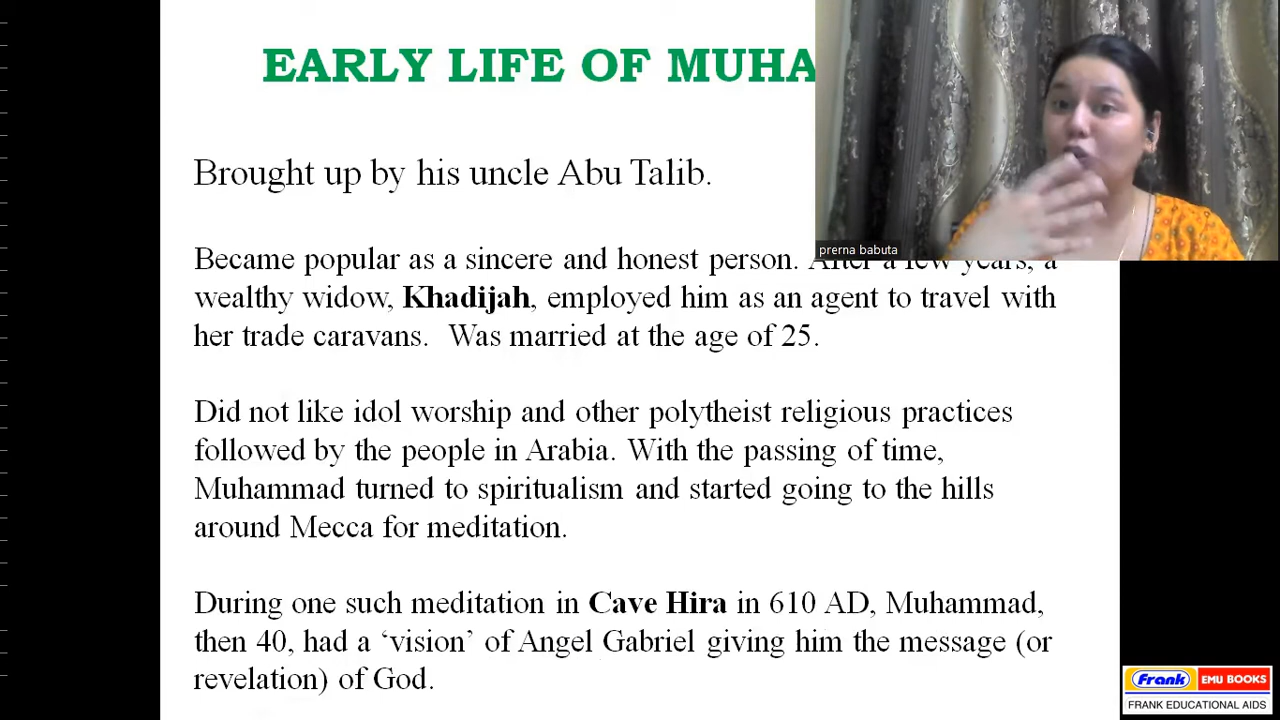 EARLY LIFE OF MUHA
Brought up by his uncle Abu Talib.
prerna babuta
Became popular as a sincere and honest person. After a few years, a
wealthy widow, Khadijah, employed him as an agent to travel with
her trade caravans. Was married at the age of 25.
Did not like idol worship and other polytheist religious practices
followed by the people in Arabia. With the passing of time,
Muhammad turned to spiritualism and started going to the hills
around Mecca for meditation.
During one such meditation in Cave Hira in 610 AD, Muhammad,
then 40, had a ‘vision’ of Angel Gabriel giving him the message (or
revelation) of God.
Frank EMU BOOKS
FRANK EDUCATIONAL AIDS